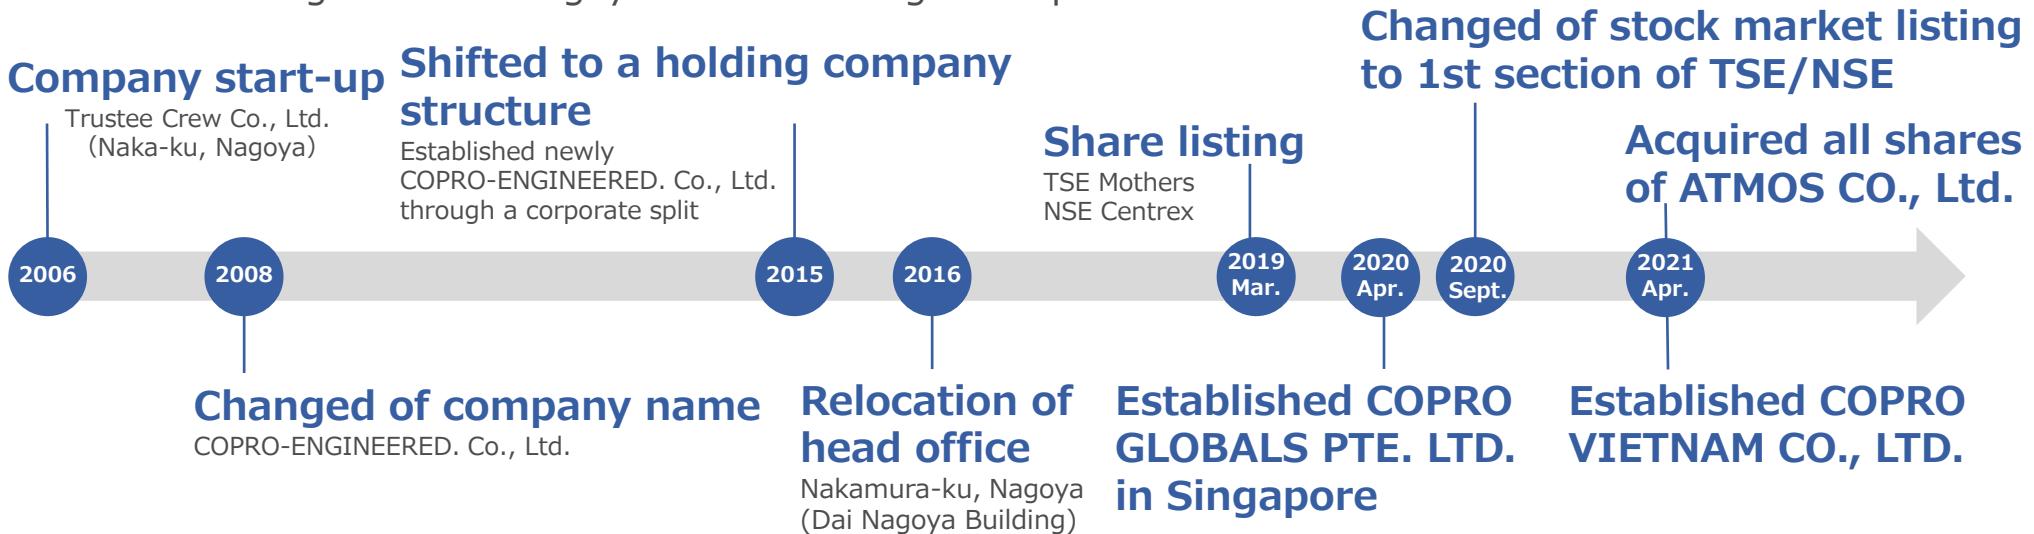 Company start-up
Trustee Crew Co., Ltd.
(Naka-ku, Nagoya)
2006
2008
Changed of company name
COPRO-ENGINEERED. Co., Ltd.
Shifted to a holding company
structure
Established newly
COPRO-ENGINEERED. Co., Ltd.
through a corporate split
2015
2016
Relocation of
head office
Nakamura-ku, Nagoya
(Dai Nagoya Building)
Share listing
TSE Mothers
NSE Centrex
2019
Mar.
2020
Apr.
Established COPRO
GLOBALS PTE. LTD.
in Singapore
Changed of stock market listing
to 1st section of TSE/NSE
2020
Sept.
Acquired all shares
of ATMOS CO., Ltd.
2021
Apr.
Established COPRO
VIETNAM CO., LTD.